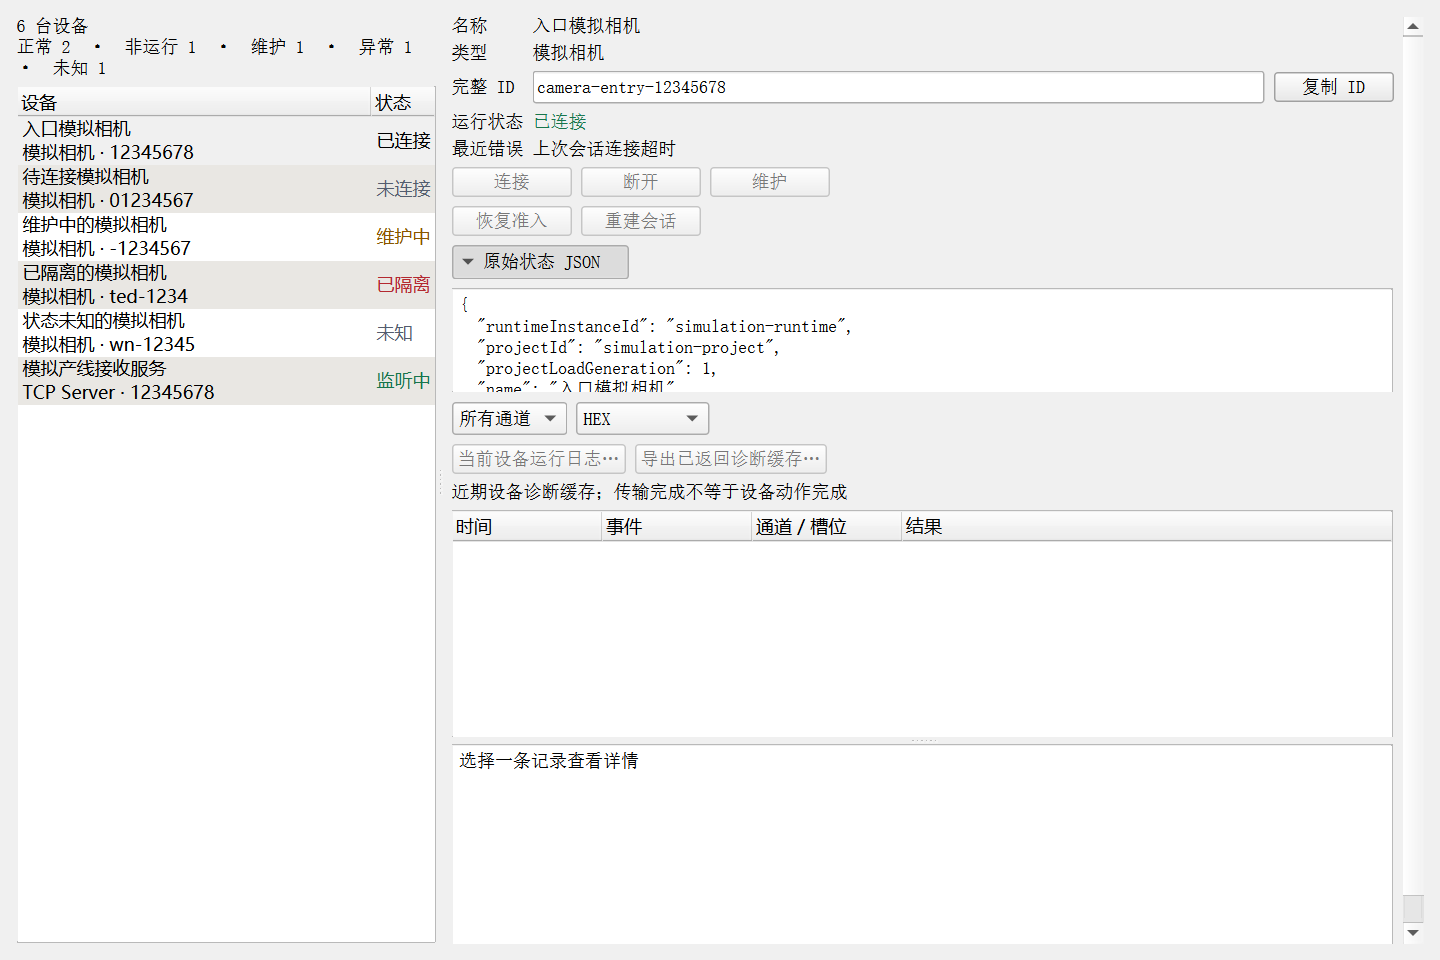 6 台设备
正常 2 • 非运行 1 • 维护 1 • 异常 1
• 未知 1
设备 状态
入口模拟相机
模拟相机 · 12345678 已连接
待连接模拟相机
模拟相机 · 01234567 未连接
维护中的模拟相机
模拟相机 · -1234567 维护中
已隔离的模拟相机
模拟相机 · ted-1234 已隔离
状态未知的模拟相机
模拟相机 · wn-12345 未知
模拟产线接收服务
TCP Server · 12345678 监听中
名称 入口模拟相机
类型 模拟相机
完整 ID camera-entry-12345678 复制 ID
运行状态 已连接
最近错误 上次会话连接超时
连接 断开 维护
恢复准入 重建会话
原始状态 JSON
{
"runtimeInstanceId": "simulation-runtime",
"projectId": "simulation-project",
"projectLoadGeneration": 1,
"name": "入口模拟相机"
所有通道 HEX
当前设备运行日志… 导出已返回诊断缓存…
近期设备诊断缓存；传输完成不等于设备动作完成
时间 事件 通道 / 槽位 结果
选择一条记录查看详情